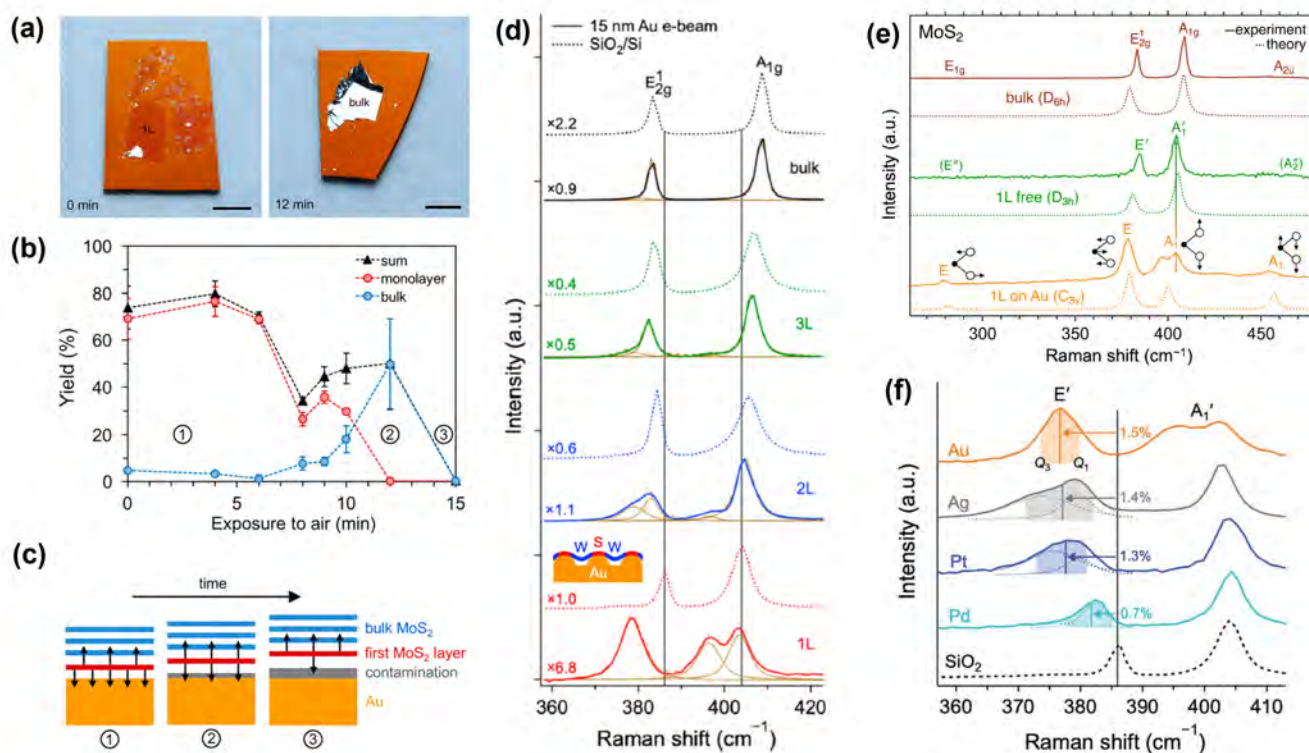 (a)
1L
0 min
bulk
12 min
(b)
Yield (%)
100
80
60
40
20
0
sum
monolayer
bulk
①
②
③
0
5
10
15
Exposure to air (min)
(c)
time
bulk MoS₂
first MoS₂ layer
contamination
Au
①
②
③
(d)
15 nm Au e-beam
SiO₂/Si
E¹₂g
A₁g
×2.2
bulk
×0.9
×0.4
3L
×0.5
×0.6
2L
×1.1
W S W
Au
×1.0
1L
×6.8
Intensity (a.u.)
360
380
400
420
Raman shift (cm⁻¹)
(e)
MoS₂
experiment
theory
E₁g
E¹₂g
A₁g
A₂u
bulk (D₆h)
(E″)
E′
A₁′
(A₂″)
1L free (D₃h)
E
E
A₁
A₁
1L on Au (C₃v)
Intensity (a.u.)
300
350
400
450
Raman shift (cm⁻¹)
(f)
E′
A₁′
Au
1.5%
Q₃
Q₁
Ag
1.4%
Pt
1.3%
Pd
0.7%
SiO₂
Intensity (a.u.)
360
370
380
390
400
410
Raman shift (cm⁻¹)